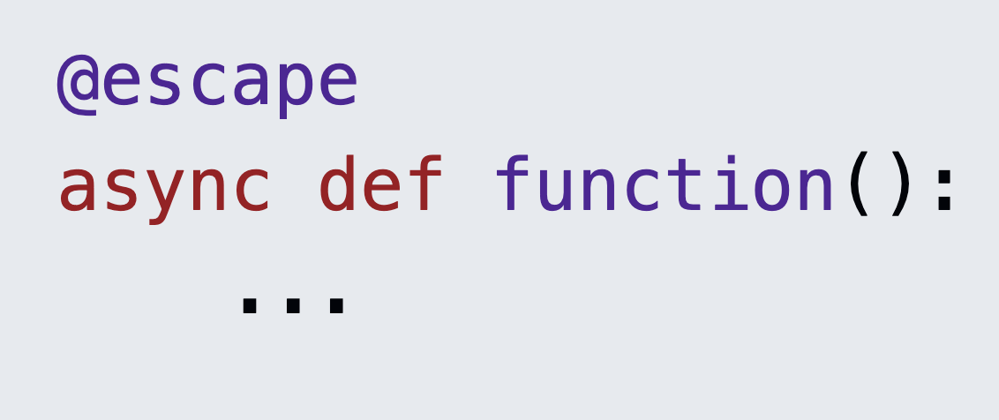 @escape
async def function():
    ...